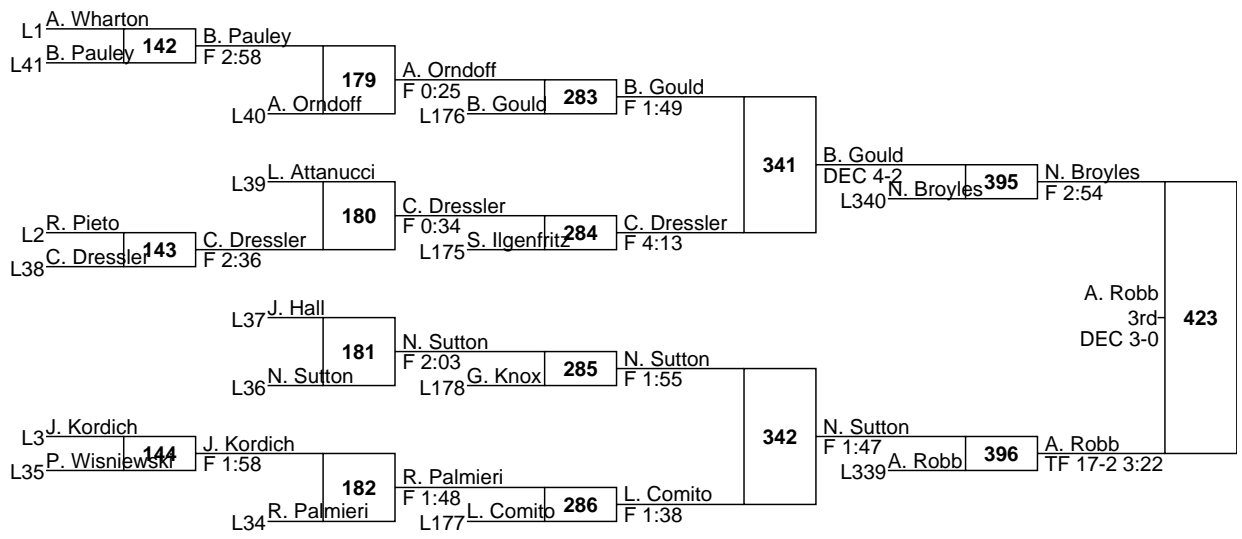 L1 A. Wharton
142
L41 B. Pauley
B. Pauley
F 2:58
179
L40 A. Orndoff
A. Orndoff
F 0:25
283
L176 B. Gould
B. Gould
F 1:49
341
L39 L. Attanucci
180
L2 R. Pieto
143
L38 C. Dressler
C. Dressler
F 2:36
C. Dressler
F 0:34
284
L175 S. Ilgenfritz
C. Dressler
F 4:13
B. Gould
DEC 4-2
395
L340 N. Broyles
N. Broyles
F 2:54
L37 J. Hall
181
L36 N. Sutton
N. Sutton
F 2:03
285
L178 G. Knox
N. Sutton
F 1:55
342
L3 J. Kordich
144
L35 P. Wisniewski
J. Kordich
F 1:58
182
L34 R. Palmieri
R. Palmieri
F 1:48
286
L177 L. Comito
L. Comito
F 1:38
N. Sutton
F 1:47
396
L339 A. Robb
A. Robb
TF 17-2 3:22
423
A. Robb
3rd
DEC 3-0